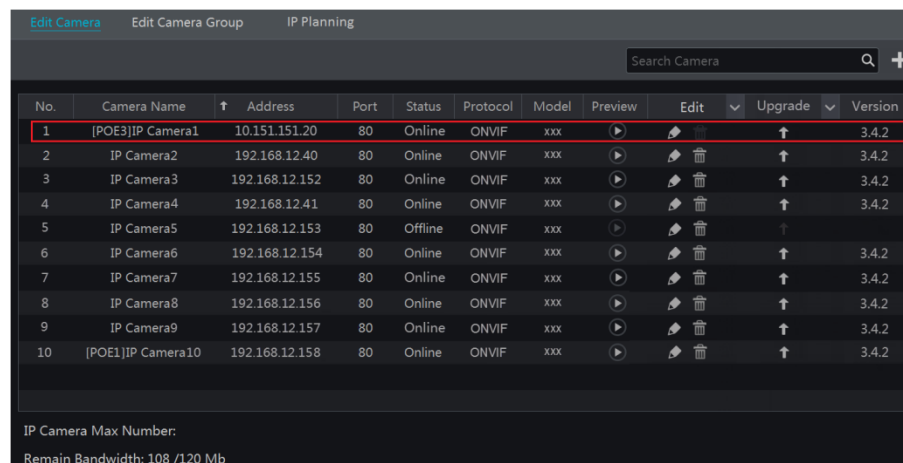 Edit Camera Edit Camera Group IP Planning
Search Camera
No. Camera Name Address Port Status Protocol Model Preview Edit Upgrade Version
1 [POE3]IP Camera1 10.151.151.20 80 Online ONVIF xxx 3.4.2
2 IP Camera2 192.168.12.40 80 Online ONVIF xxx 3.4.2
3 IP Camera3 192.168.12.152 80 Online ONVIF xxx 3.4.2
4 IP Camera4 192.168.12.41 80 Online ONVIF xxx 3.4.2
5 IP Camera5 192.168.12.153 80 Offline ONVIF xxx
6 IP Camera6 192.168.12.154 80 Online ONVIF xxx 3.4.2
7 IP Camera7 192.168.12.155 80 Online ONVIF xxx 3.4.2
8 IP Camera8 192.168.12.156 80 Online ONVIF xxx 3.4.2
9 IP Camera9 192.168.12.157 80 Online ONVIF xxx 3.4.2
10 [POE1]IP Camera10 192.168.12.158 80 Online ONVIF xxx 3.4.2
IP Camera Max Number:
Remain Bandwidth: 108 /120 Mb